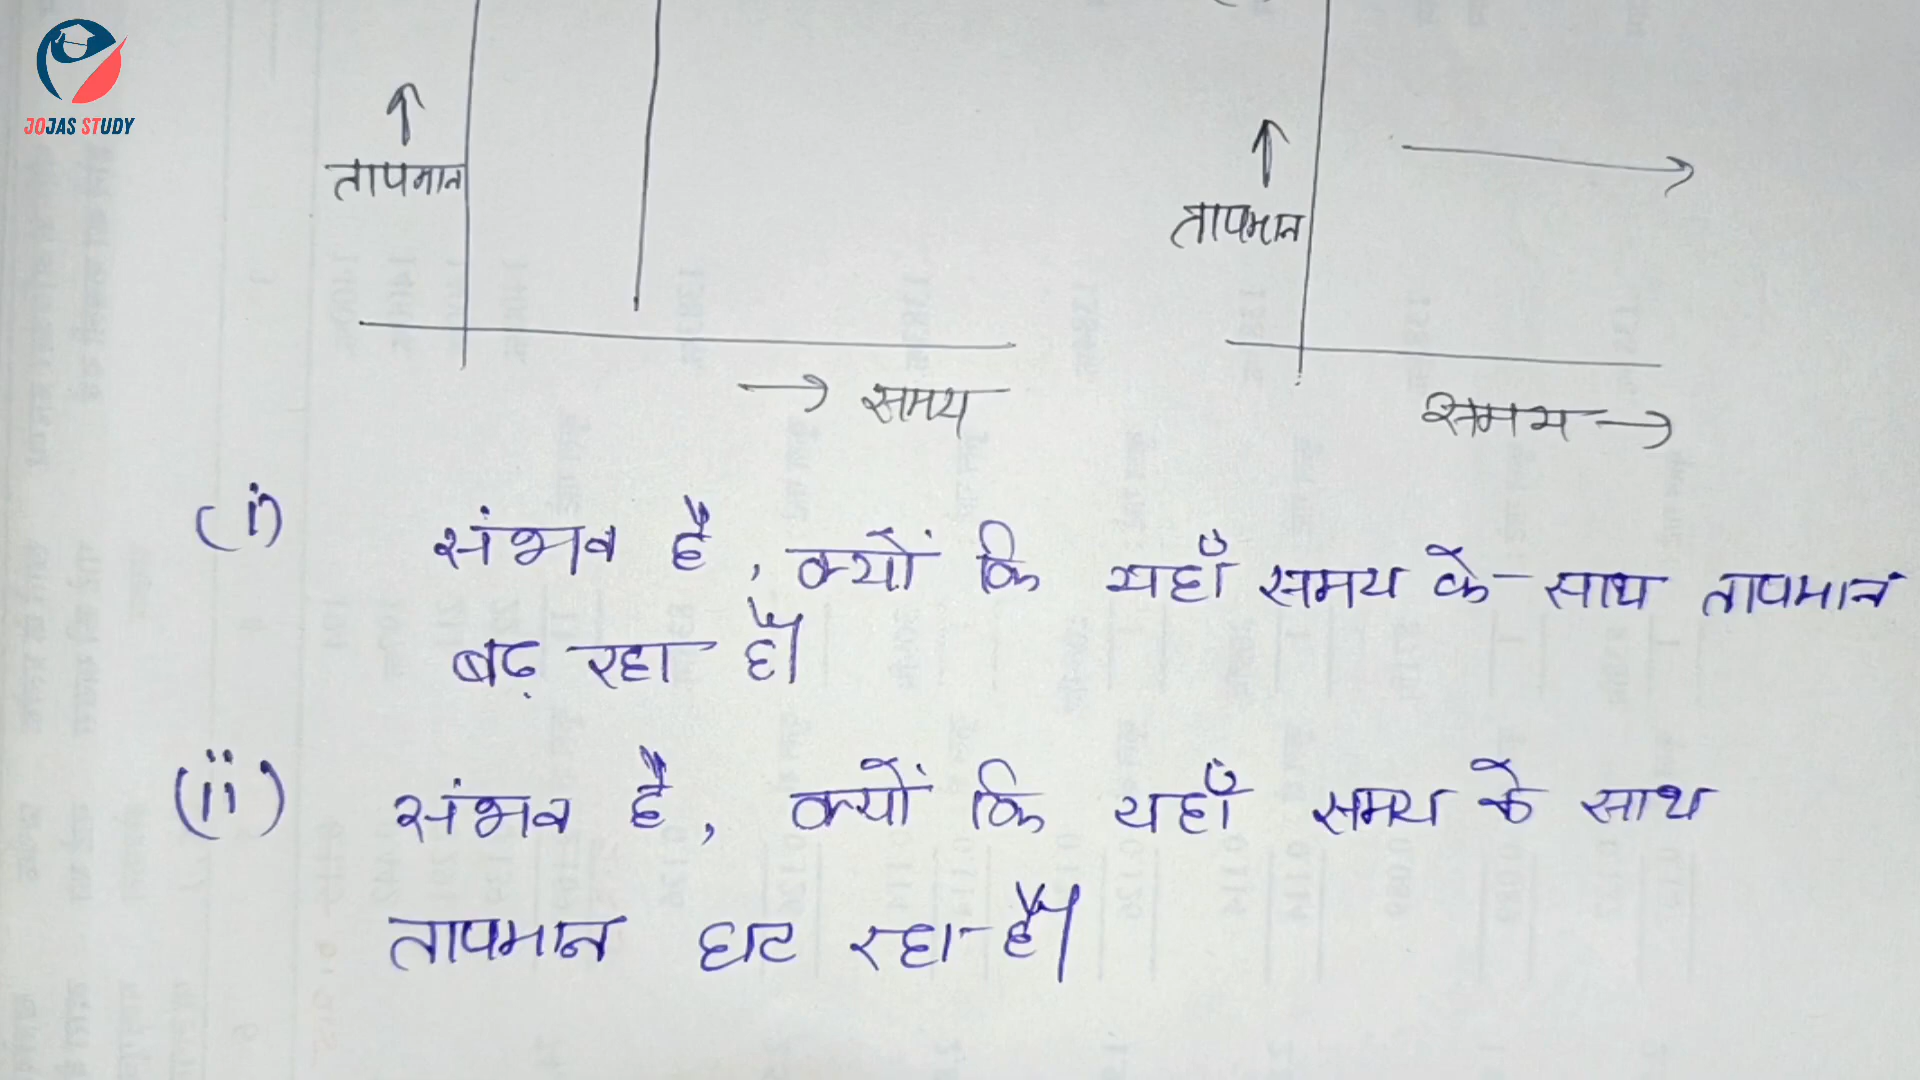 JOJAS STUDY
तापमान
तापमान
→ समय
समय →
(i) संभव है, क्यों कि यहाँ समय के साथ तापमान
बढ़ रहा है।
(ii) संभव है, क्यों कि यहाँ समय के साथ
तापमान घट रहा है।